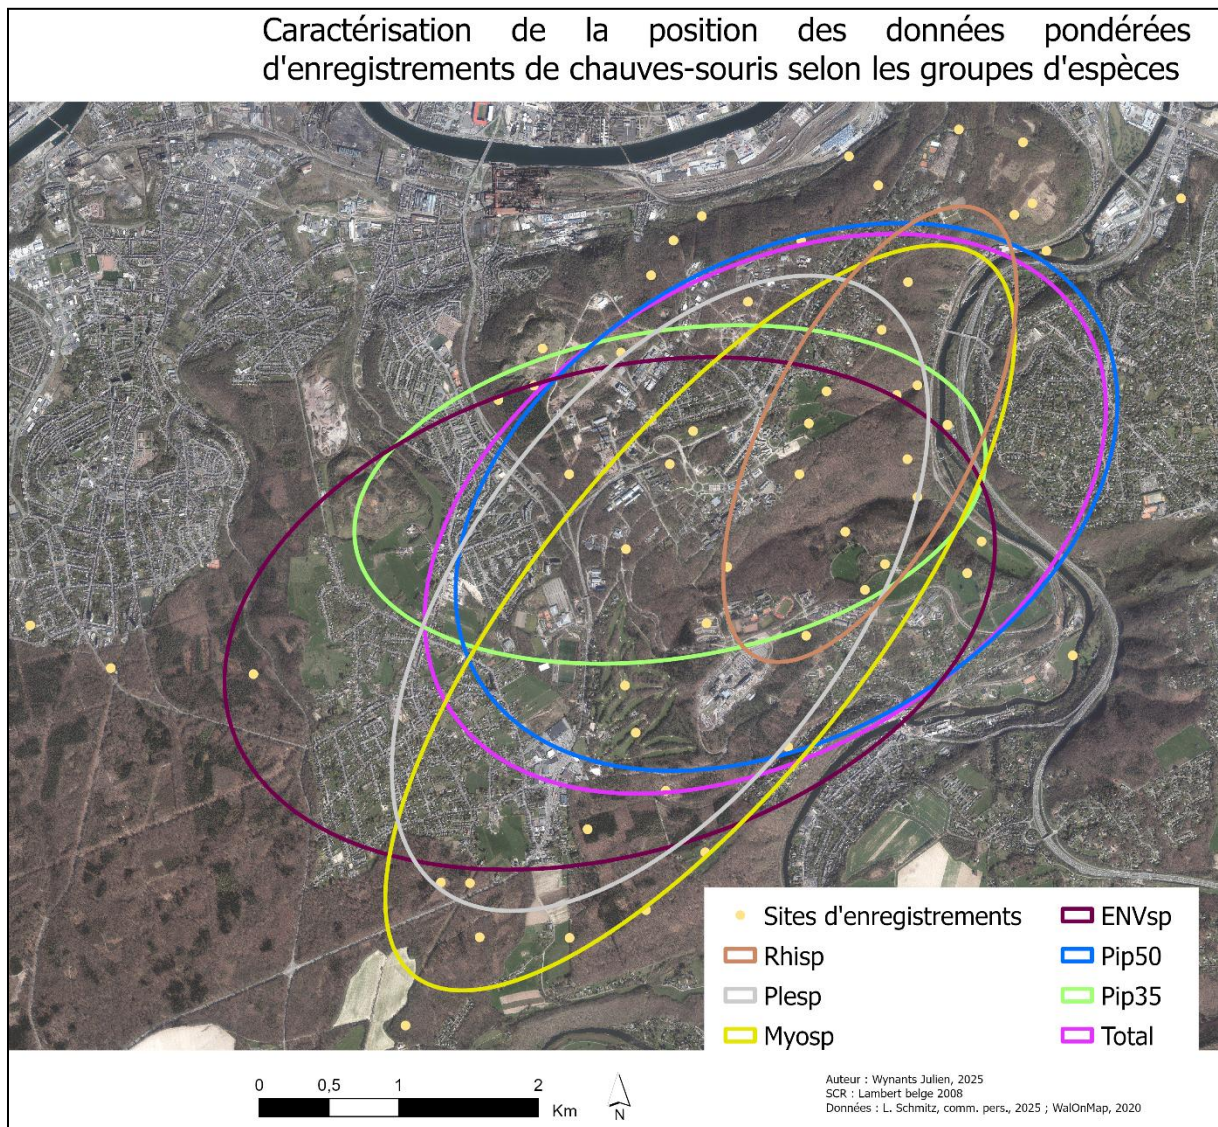 Caractérisation de la position des données pondérées
d'enregistrements de chauves-souris selon les groupes d'espèces
Sites d'enregistrements
Rhisp
Plesp
Myosp
ENVsp
Pip50
Pip35
Total
0 0,5 1 2
Km
N
Auteur : Wynants Julien, 2025
SCR : Lambert belge 2008
Données : L. Schmitz, comm. pers., 2025 ; WalOnMap, 2020